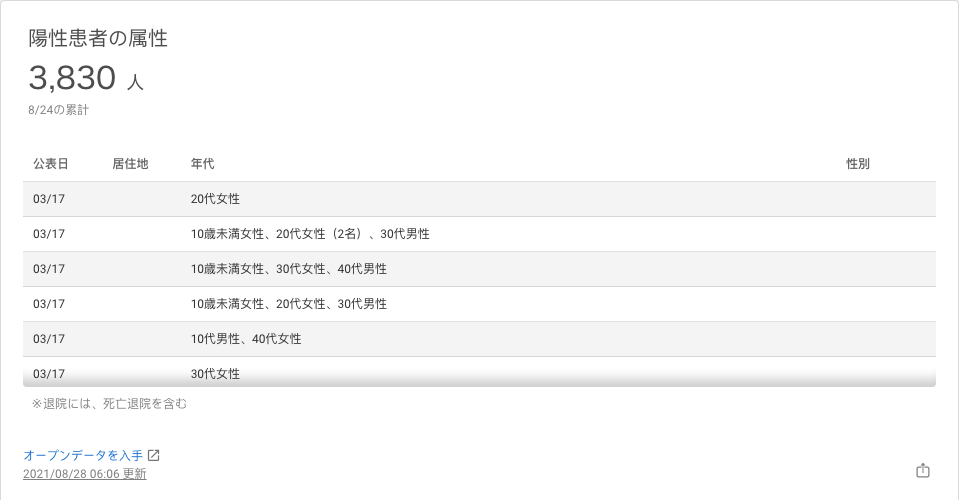 陽性患者の属性
3,830 人
8/24の累計
公表日 居住地 年代 性別
03/17 20代女性
03/17 10歳未満女性、20代女性（2名）、30代男性
03/17 10歳未満女性、30代女性、40代男性
03/17 10歳未満女性、20代女性、30代男性
03/17 10代男性、40代女性
03/17 30代女性
※退院には、死亡退院を含む
オープンデータを入手
2021/08/28 06:06 更新